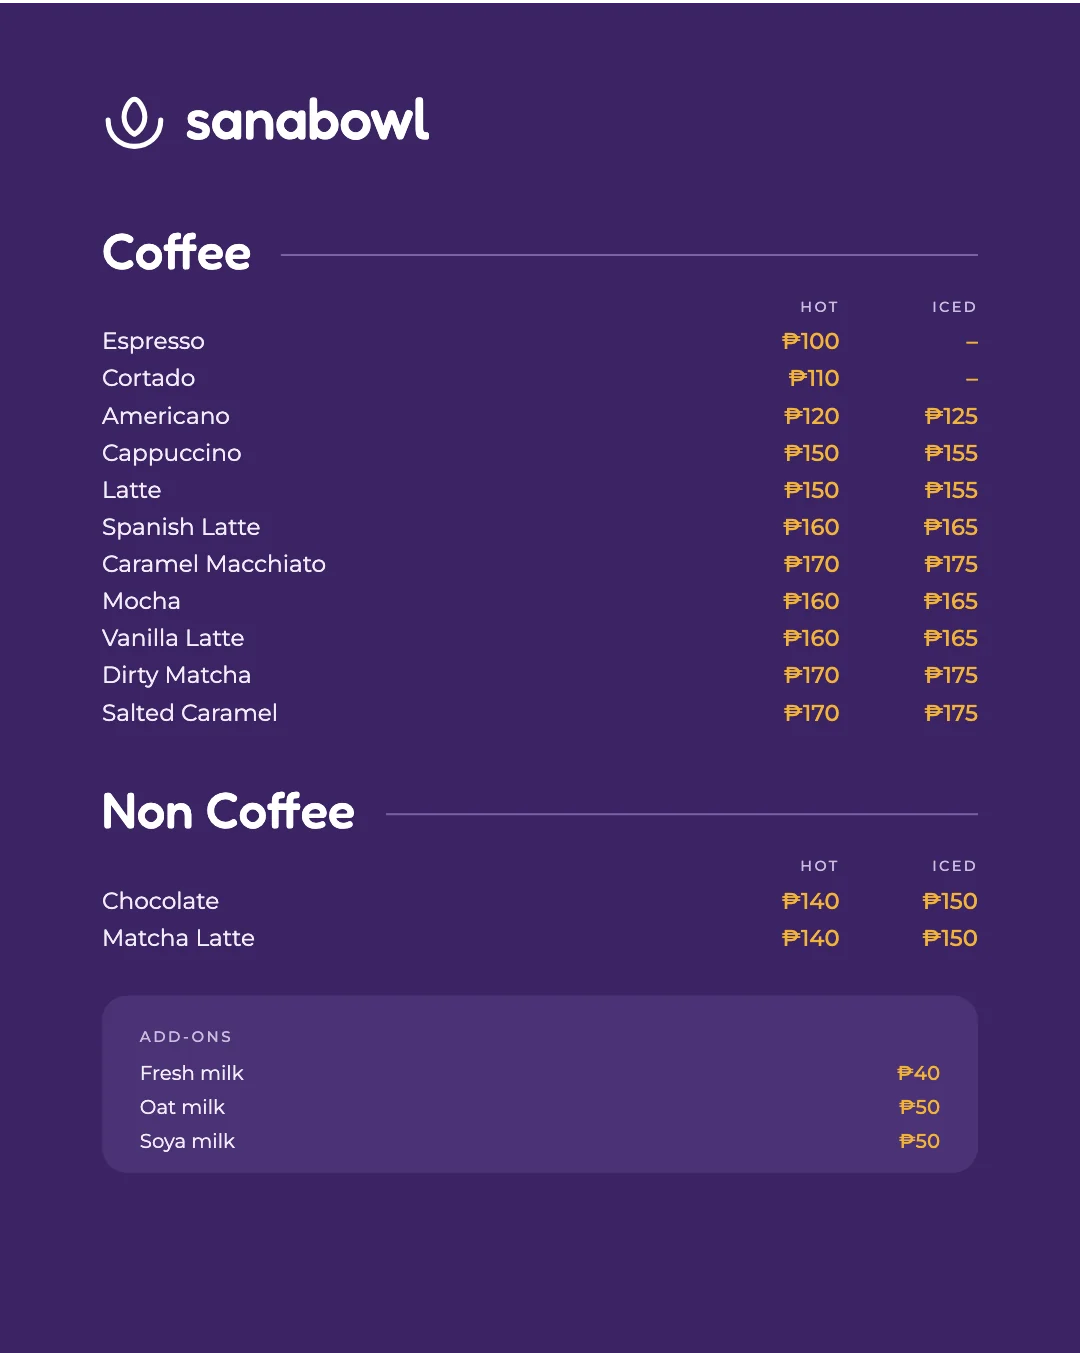 sanabowl
Coffee
HOT ICED
Espresso ₱100 –
Cortado ₱110 –
Americano ₱120 ₱125
Cappuccino ₱150 ₱155
Latte ₱150 ₱155
Spanish Latte ₱160 ₱165
Caramel Macchiato ₱170 ₱175
Mocha ₱160 ₱165
Vanilla Latte ₱160 ₱165
Dirty Matcha ₱170 ₱175
Salted Caramel ₱170 ₱175
Non Coffee
HOT ICED
Chocolate ₱140 ₱150
Matcha Latte ₱140 ₱150
ADD-ONS
Fresh milk ₱40
Oat milk ₱50
Soya milk ₱50